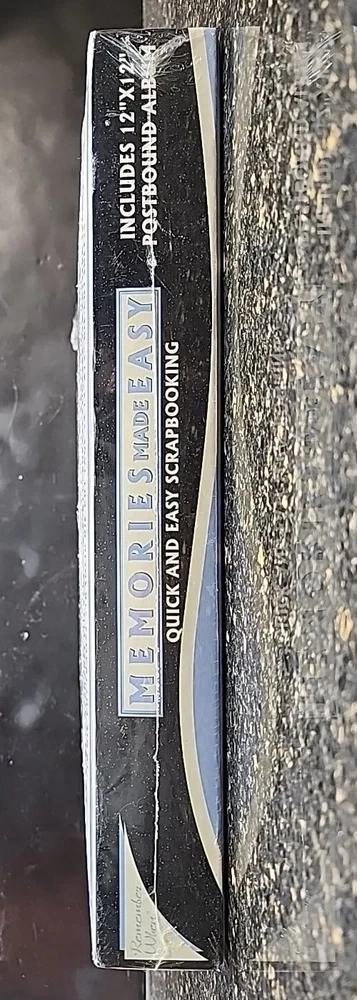 Remember
When
MEMORIES MADE EASY
QUICK AND EASY SCRAPBOOKING
INCLUDES 12"X12"
POSTBOUND ALBUM